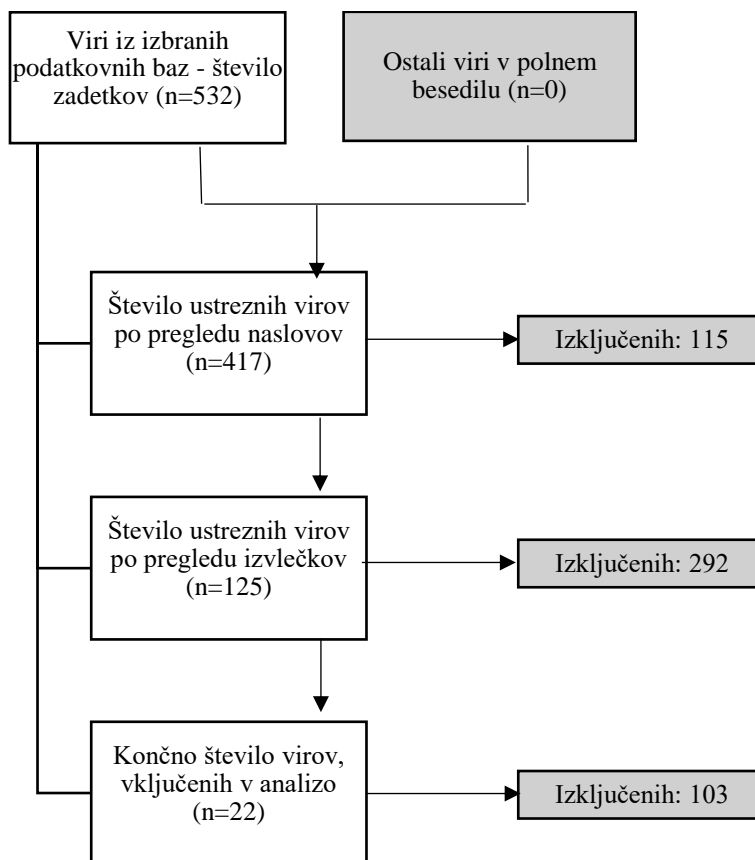 Viri iz izbranih
podatkovnih baz - število
zadetkov (n=532)
Ostali viri v polnem
besedilu (n=0)
Število ustreznih virov
po pregledu naslovov
(n=417)
Izključenih: 115
Število ustreznih virov
po pregledu izvlečkov
(n=125)
Izključenih: 292
Končno število virov,
vključenih v analizo
(n=22)
Izključenih: 103